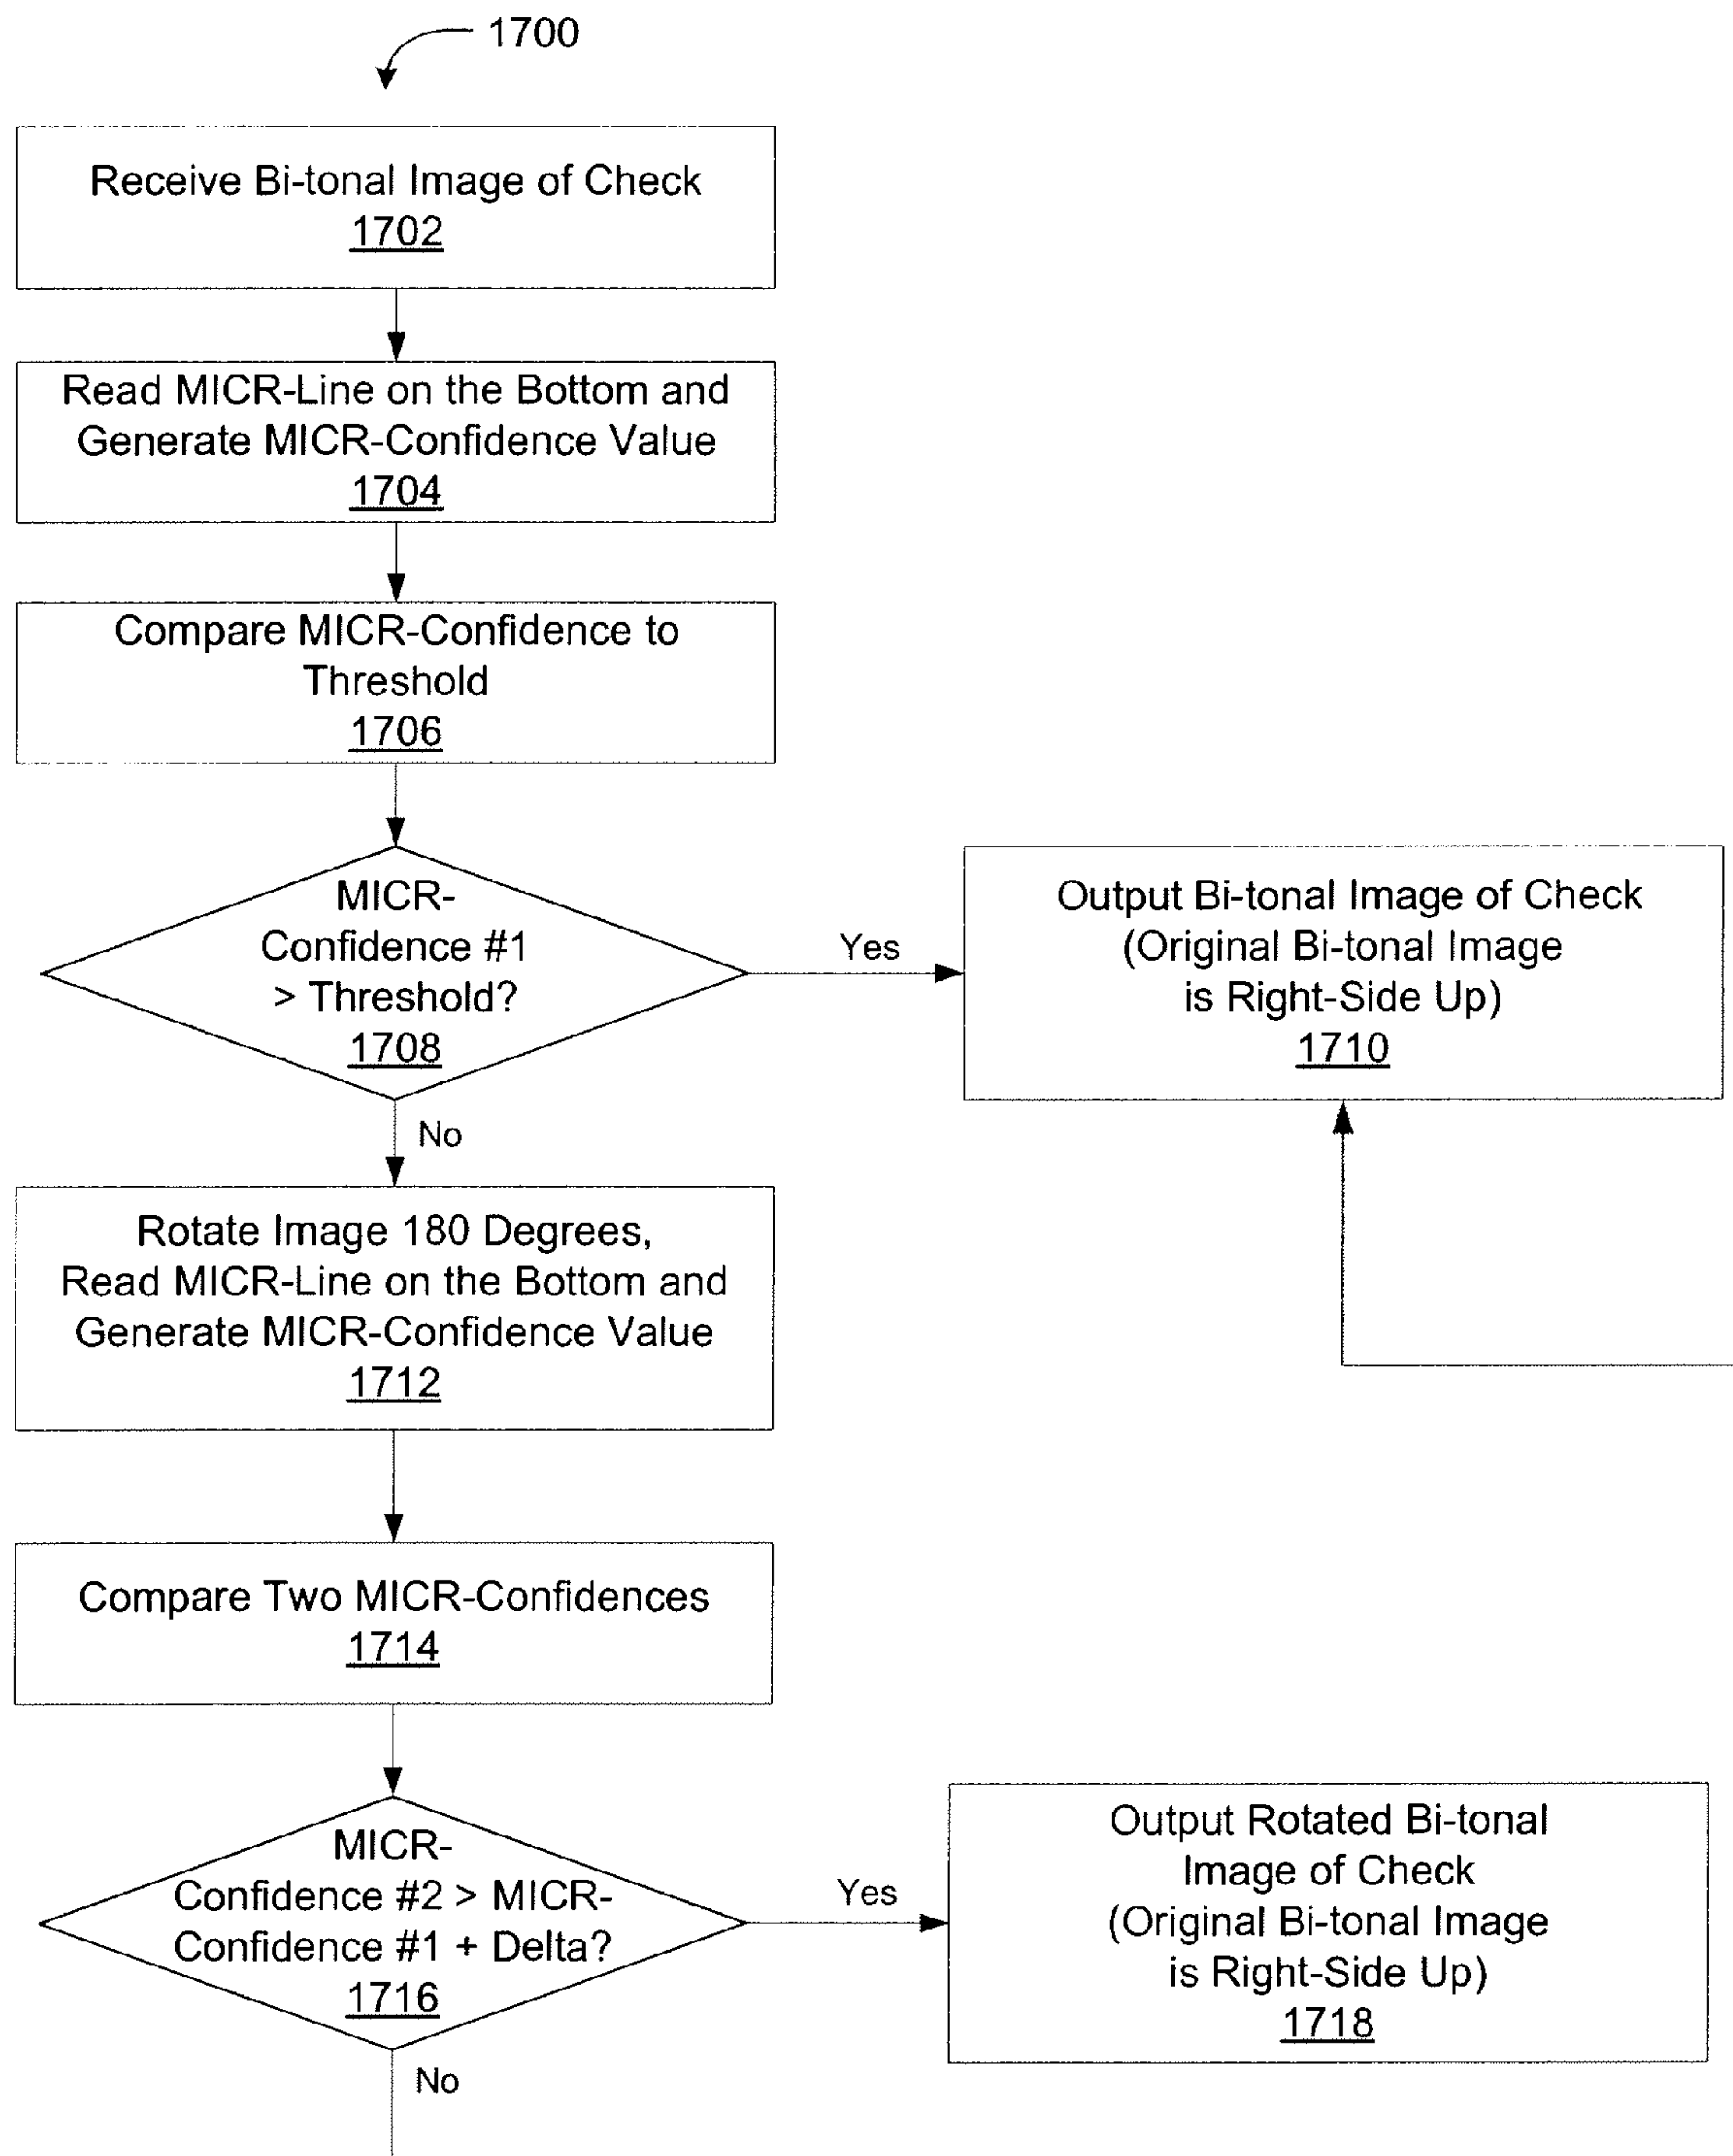 1700
Receive Bi-tonal Image of Check
1702
Read MICR-Line on the Bottom and
Generate MICR-Confidence Value
1704
Compare MICR-Confidence to
Threshold
1706
MICR-
Confidence #1
> Threshold?
1708
Yes
Output Bi-tonal Image of Check
(Original Bi-tonal Image
is Right-Side Up)
1710
No
Rotate Image 180 Degrees,
Read MICR-Line on the Bottom and
Generate MICR-Confidence Value
1712
Compare Two MICR-Confidences
1714
MICR-
Confidence #2 > MICR-
Confidence #1 + Delta?
1716
Yes
Output Rotated Bi-tonal
Image of Check
(Original Bi-tonal Image
is Right-Side Up)
1718
No